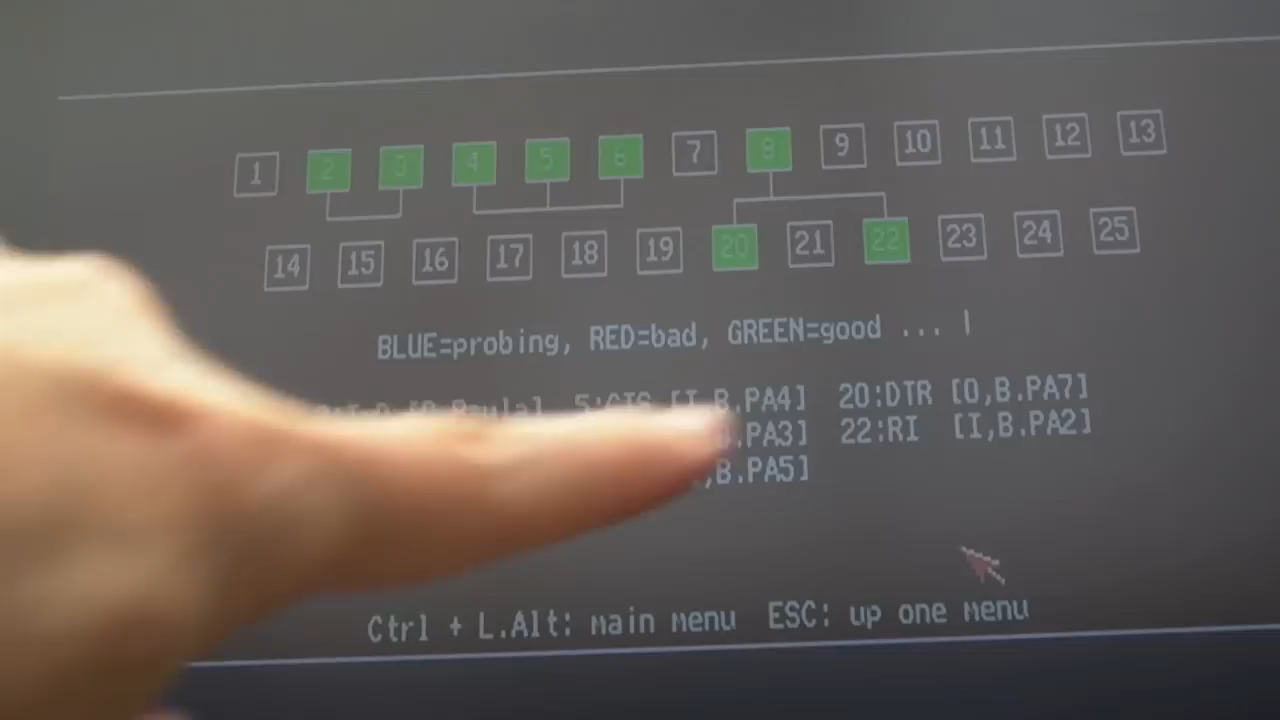 1 2 3 4 5 6 7 8 9 10 11 12 13
14 15 16 17 18 19 20 21 22 23 24 25
BLUE=probing, RED=bad, GREEN=good ... |
[I,B.PA4] 20:DTR [O,B.PA7]
.PA3] 22:RI [I,B.PA2]
,B.PA5]
Ctrl + L.Alt: main menu ESC: up one menu